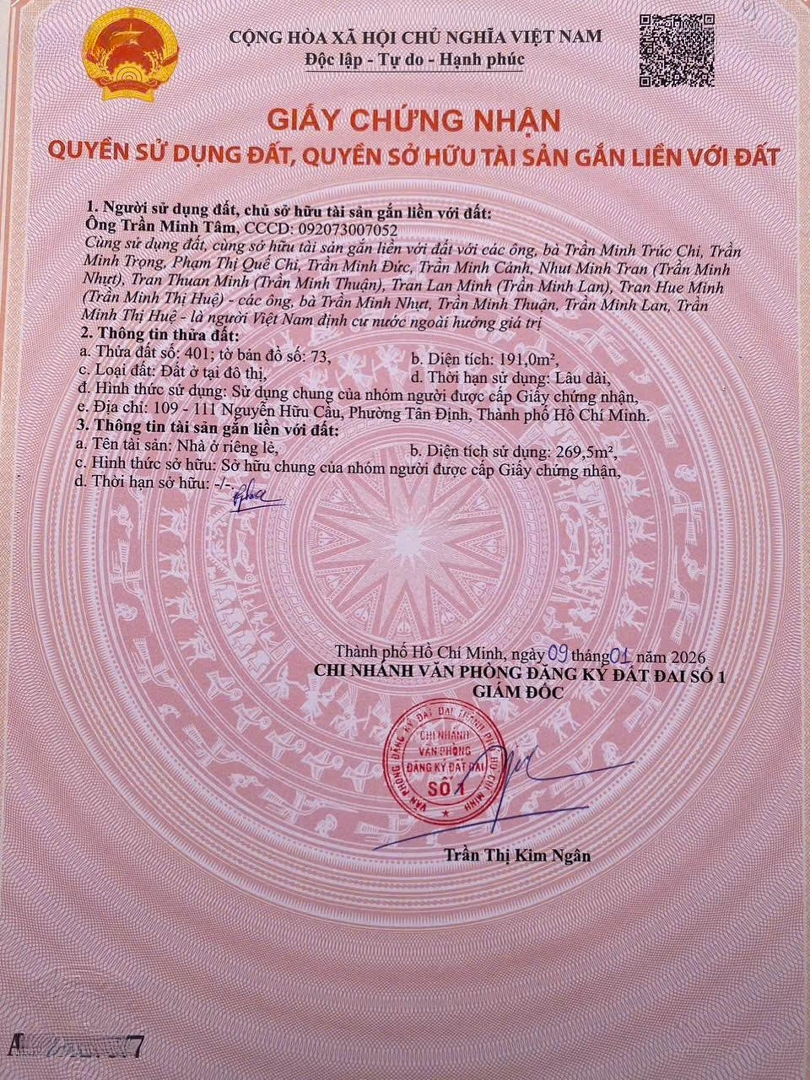 CỘNG HÒA XÃ HỘI CHỦ NGHĨA VIỆT NAM
Độc lập - Tự do - Hạnh phúc
GIẤY CHỨNG NHẬN
QUYỀN SỬ DỤNG ĐẤT, QUYỀN SỞ HỮU TÀI SẢN GẮN LIỀN VỚI ĐẤT
1. Người sử dụng đất, chủ sở hữu tài sản gắn liền với đất:
Ông Trần Minh Tâm, CCCD: 092073007052
Cùng sử dụng đất, cùng sở hữu tài sản gắn liền với đất với các ông, bà Trần Minh Trúc Chi, Trần
Minh Trọng, Phạm Thị Quế Chi, Trần Minh Đức, Trần Minh Cảnh, Nhut Minh Tran (Trần Minh
Nhựt), Tran Thuan Minh (Trần Minh Thuận), Tran Lan Minh (Trần Minh Lan), Tran Hue Minh
(Trần Minh Thị Huệ) - các ông, bà Trần Minh Nhựt, Trần Minh Thuận, Trần Minh Lan, Trần
Minh Thị Huệ - là người Việt Nam định cư nước ngoài hưởng giá trị
2. Thông tin thửa đất:
a. Thửa đất số: 401; tờ bản đồ số: 73, b. Diện tích: 191,0m²,
c. Loại đất: Đất ở tại đô thị, d. Thời hạn sử dụng: Lâu dài,
đ. Hình thức sử dụng: Sử dụng chung của nhóm người được cấp Giấy chứng nhận,
e. Địa chỉ: 109 - 111 Nguyễn Hữu Cầu, Phường Tân Định, Thành phố Hồ Chí Minh.
3. Thông tin tài sản gắn liền với đất:
a. Tên tài sản: Nhà ở riêng lẻ, b. Diện tích sử dụng: 269,5m²,
c. Hình thức sở hữu: Sở hữu chung của nhóm người được cấp Giấy chứng nhận,
d. Thời hạn sở hữu: -/-.
Thành phố Hồ Chí Minh, ngày 09 tháng 01 năm 2026
CHI NHÁNH VĂN PHÒNG ĐĂNG KÝ ĐẤT ĐAI SỐ 1
GIÁM ĐỐC
VĂN PHÒNG ĐĂNG KÝ ĐẤT ĐAI THÀNH PHỐ HỒ CHÍ MINH
CHI NHÁNH
VĂN PHÒNG
ĐĂNG KÝ ĐẤT ĐAI
SỐ 1
Trần Thị Kim Ngân